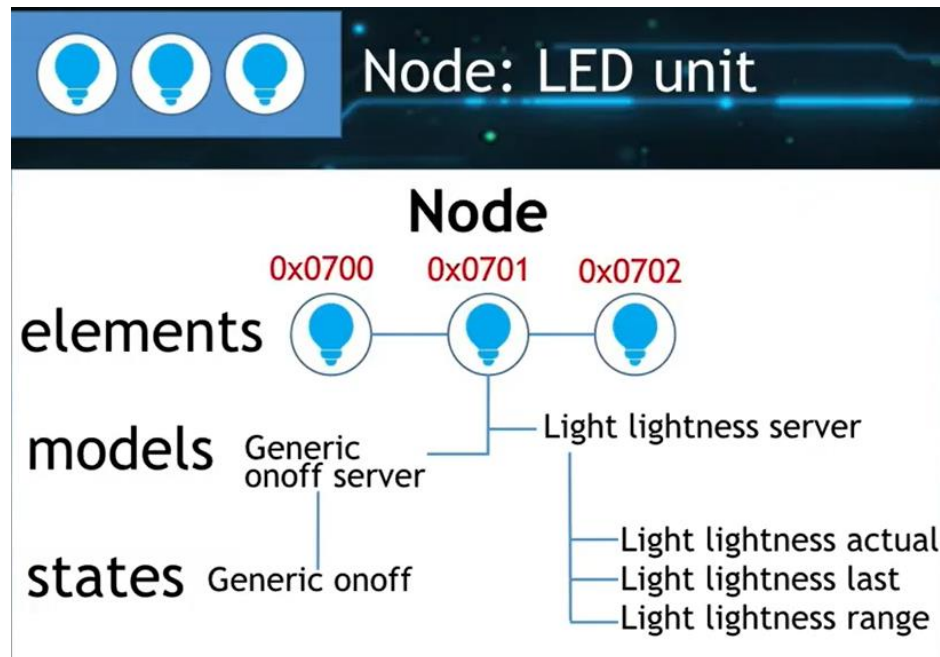 Node: LED unit
Node
0x0700 0x0701 0x0702
elements
models
Generic
onoff server
Light lightness server
states
Generic onoff
Light lightness actual
Light lightness last
Light lightness range